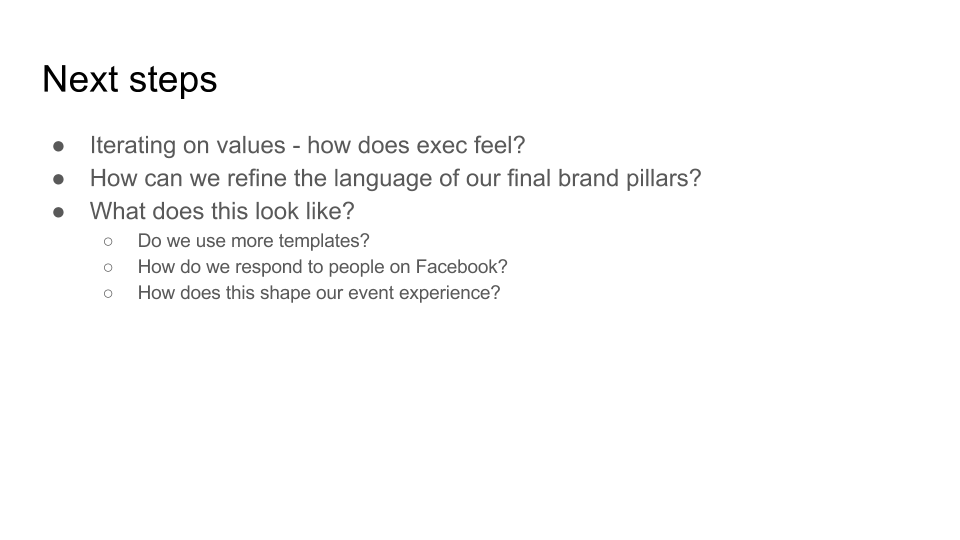 Next steps
● Iterating on values - how does exec feel?
● How can we refine the language of our final brand pillars?
● What does this look like?
○ Do we use more templates?
○ How do we respond to people on Facebook?
○ How does this shape our event experience?